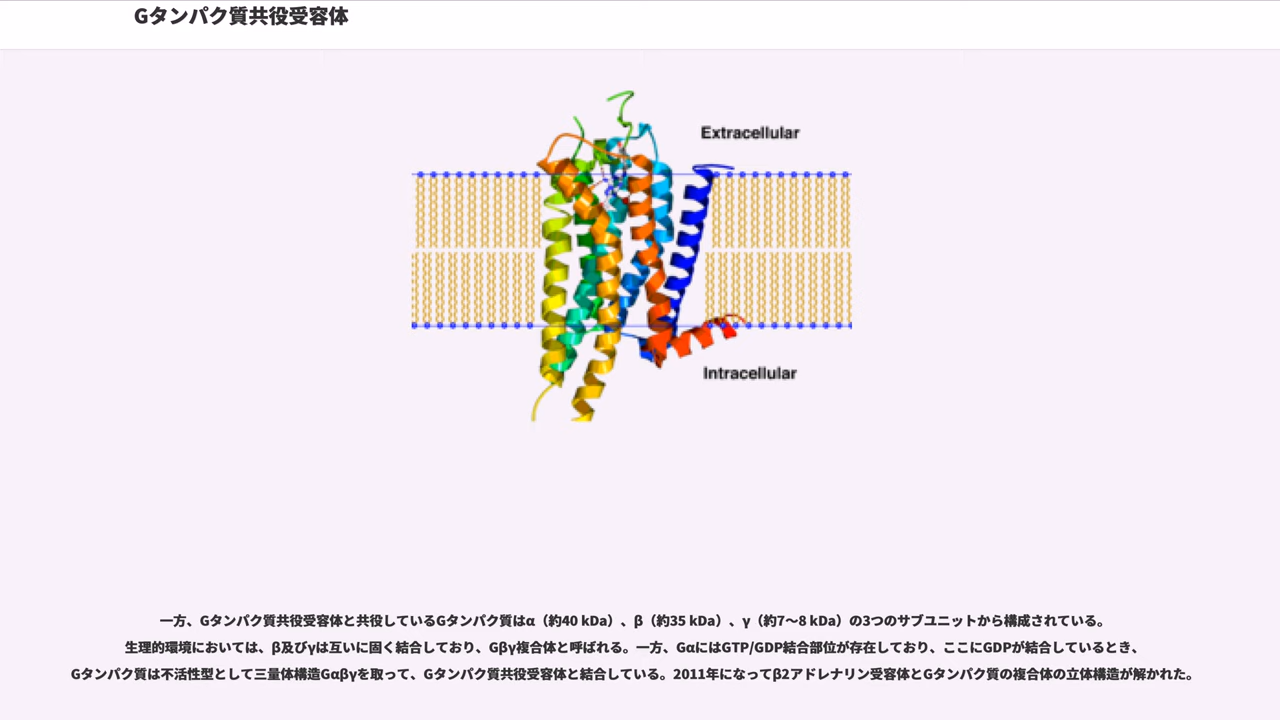 Gタンパク質共役受容体
Extracellular
Intracellular
一方、Gタンパク質共役受容体と共役しているGタンパク質はα（約40 kDa）、β（約35 kDa）、γ（約7〜8 kDa）の3つのサブユニットから構成されている。
生理的環境においては、β及びγは互いに固く結合しており、Gβγ複合体と呼ばれる。一方、GαにはGTP/GDP結合部位が存在しており、ここにGDPが結合しているとき、
Gタンパク質は不活性型として三量体構造Gαβγを取って、Gタンパク質共役受容体と結合している。2011年になってβ2アドレナリン受容体とGタンパク質の複合体の立体構造が解かれた。